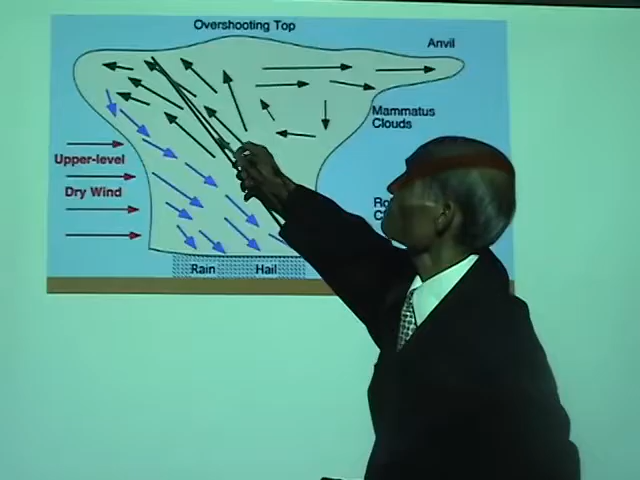 Overshooting Top
Anvil
Mammatus
Clouds
Upper-level
Dry Wind
Rain
Hail